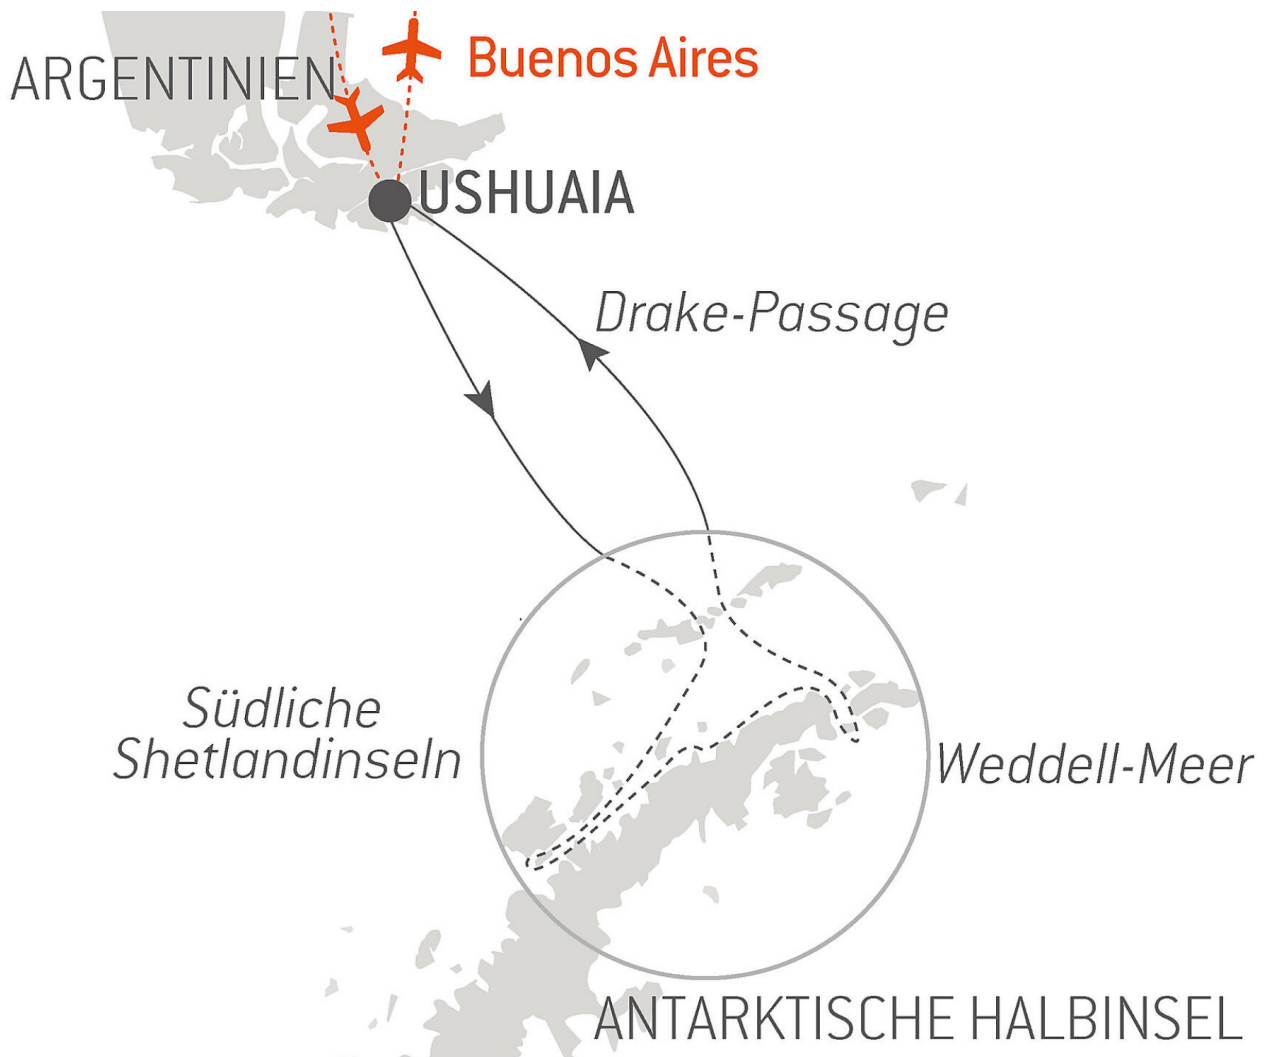 Buenos Aires
ARGENTINIEN
USHUAIA
Drake-Passage
Südliche
Shetlandinseln
Weddell-Meer
ANTARKTISCHE HALBINSEL